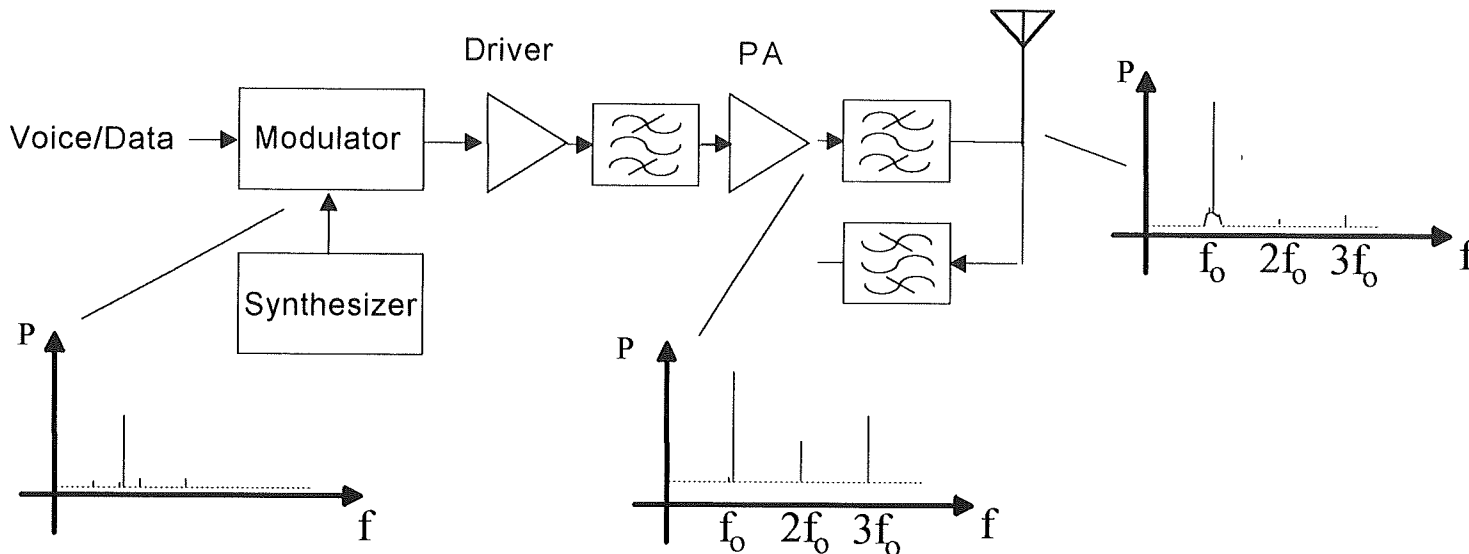 Driver
PA
Voice/Data
Modulator
Synthesizer
P
f
P
f₀ 2f₀ 3f₀ f
P
f₀ 2f₀ 3f₀ f